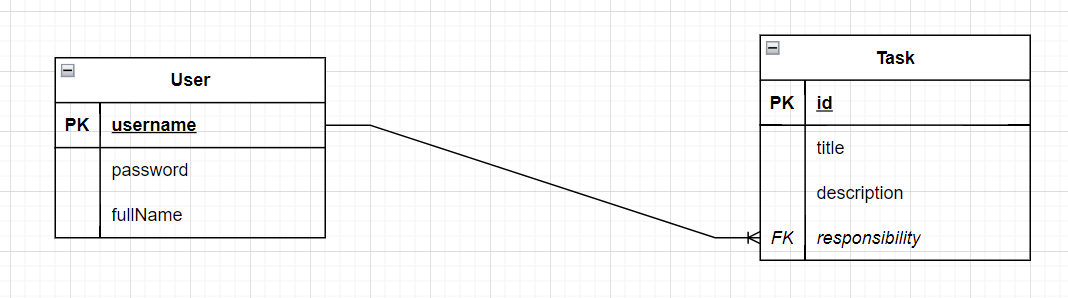 User
PK username
password
fullName
Task
PK id
title
description
FK responsibility